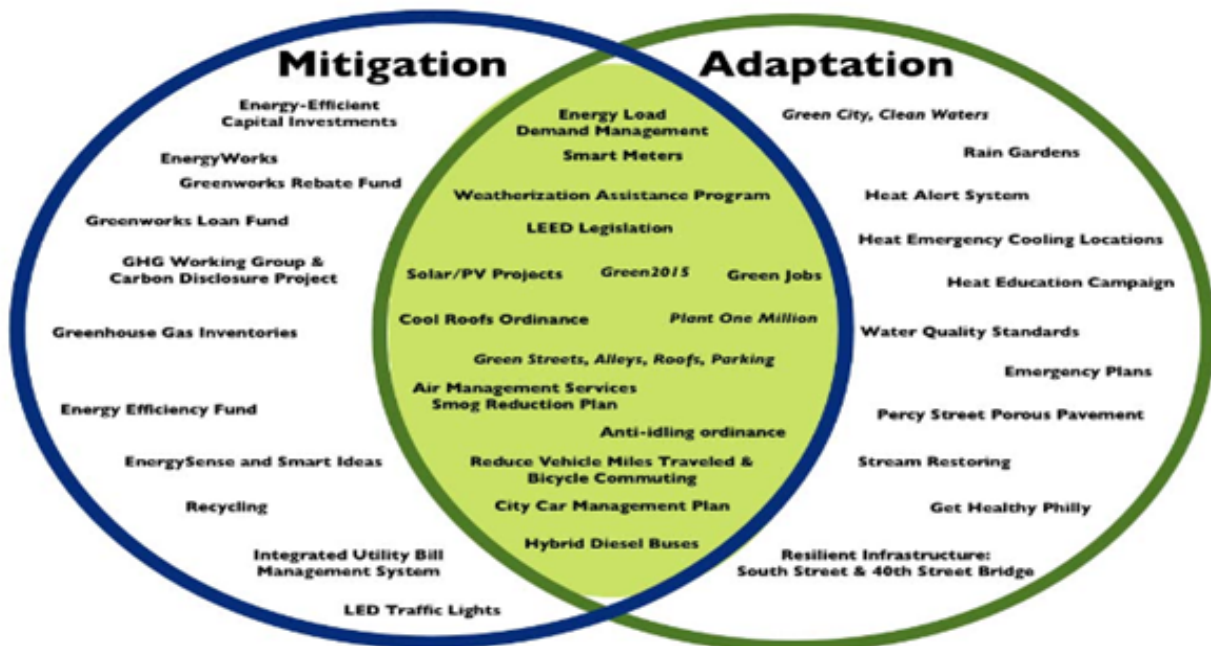 Mitigation
Adaptation
Energy-Efficient
Capital Investments
EnergyWorks
Greenworks Rebate Fund
Greenworks Loan Fund
GHG Working Group &
Carbon Disclosure Project
Greenhouse Gas Inventories
Energy Efficiency Fund
EnergySense and Smart Ideas
Recycling
Integrated Utility Bill
Management System
LED Traffic Lights
Energy Load
Demand Management
Smart Meters
Weatherization Assistance Program
LEED Legislation
Solar/PV Projects
Green2015
Green Jobs
Cool Roofs Ordinance
Plant One Million
Green Streets, Alleys, Roofs, Parking
Air Management Services
Smog Reduction Plan
Anti-idling ordinance
Reduce Vehicle Miles Traveled &
Bicycle Commuting
City Car Management Plan
Hybrid Diesel Buses
Green City, Clean Waters
Rain Gardens
Heat Alert System
Heat Emergency Cooling Locations
Heat Education Campaign
Water Quality Standards
Emergency Plans
Percy Street Porous Pavement
Stream Restoring
Get Healthy Philly
Resilient Infrastructure:
South Street & 40th Street Bridge